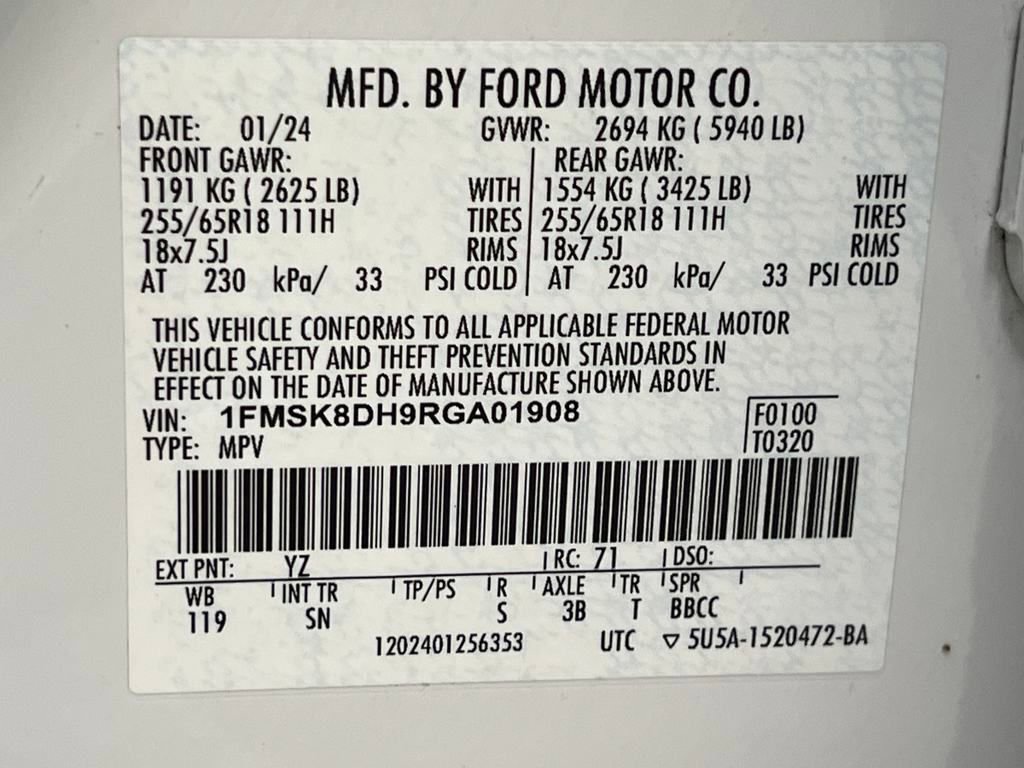 MFD. BY FORD MOTOR CO.
DATE: 01/24 GVWR: 2694 KG ( 5940 LB)
FRONT GAWR: REAR GAWR:
1191 KG ( 2625 LB) WITH 1554 KG ( 3425 LB) WITH
255/65R18 111H TIRES 255/65R18 111H TIRES
18x7.5J RIMS 18x7.5J RIMS
AT 230 kPa/ 33 PSI COLD AT 230 kPa/ 33 PSI COLD
THIS VEHICLE CONFORMS TO ALL APPLICABLE FEDERAL MOTOR
VEHICLE SAFETY AND THEFT PREVENTION STANDARDS IN
EFFECT ON THE DATE OF MANUFACTURE SHOWN ABOVE.
VIN: 1FMSK8DH9RGA01908 F0100
TYPE: MPV T0320
EXT PNT: YZ RC: 71 DSO:
WB INT TR TP/PS R AXLE TR SPR
119 SN S 3B T BBCC
1202401256353 UTC ▽ 5U5A-1520472-BA